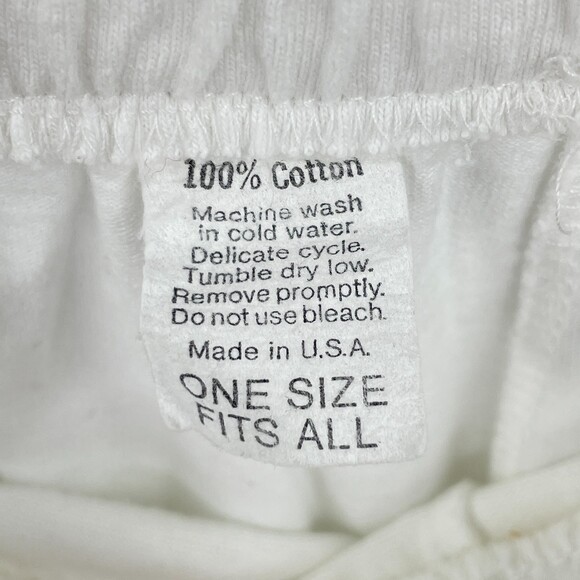 100% Cotton
Machine wash
in cold water.
Delicate cycle.
Tumble dry low.
Remove promptly.
Do not use bleach.
Made in U.S.A.
ONE SIZE
FITS ALL